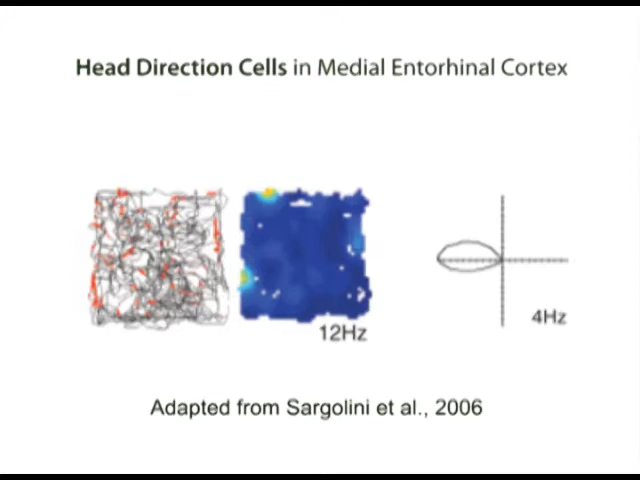 Head Direction Cells in Medial Entorhinal Cortex
12Hz
4Hz
Adapted from Sargolini et al., 2006